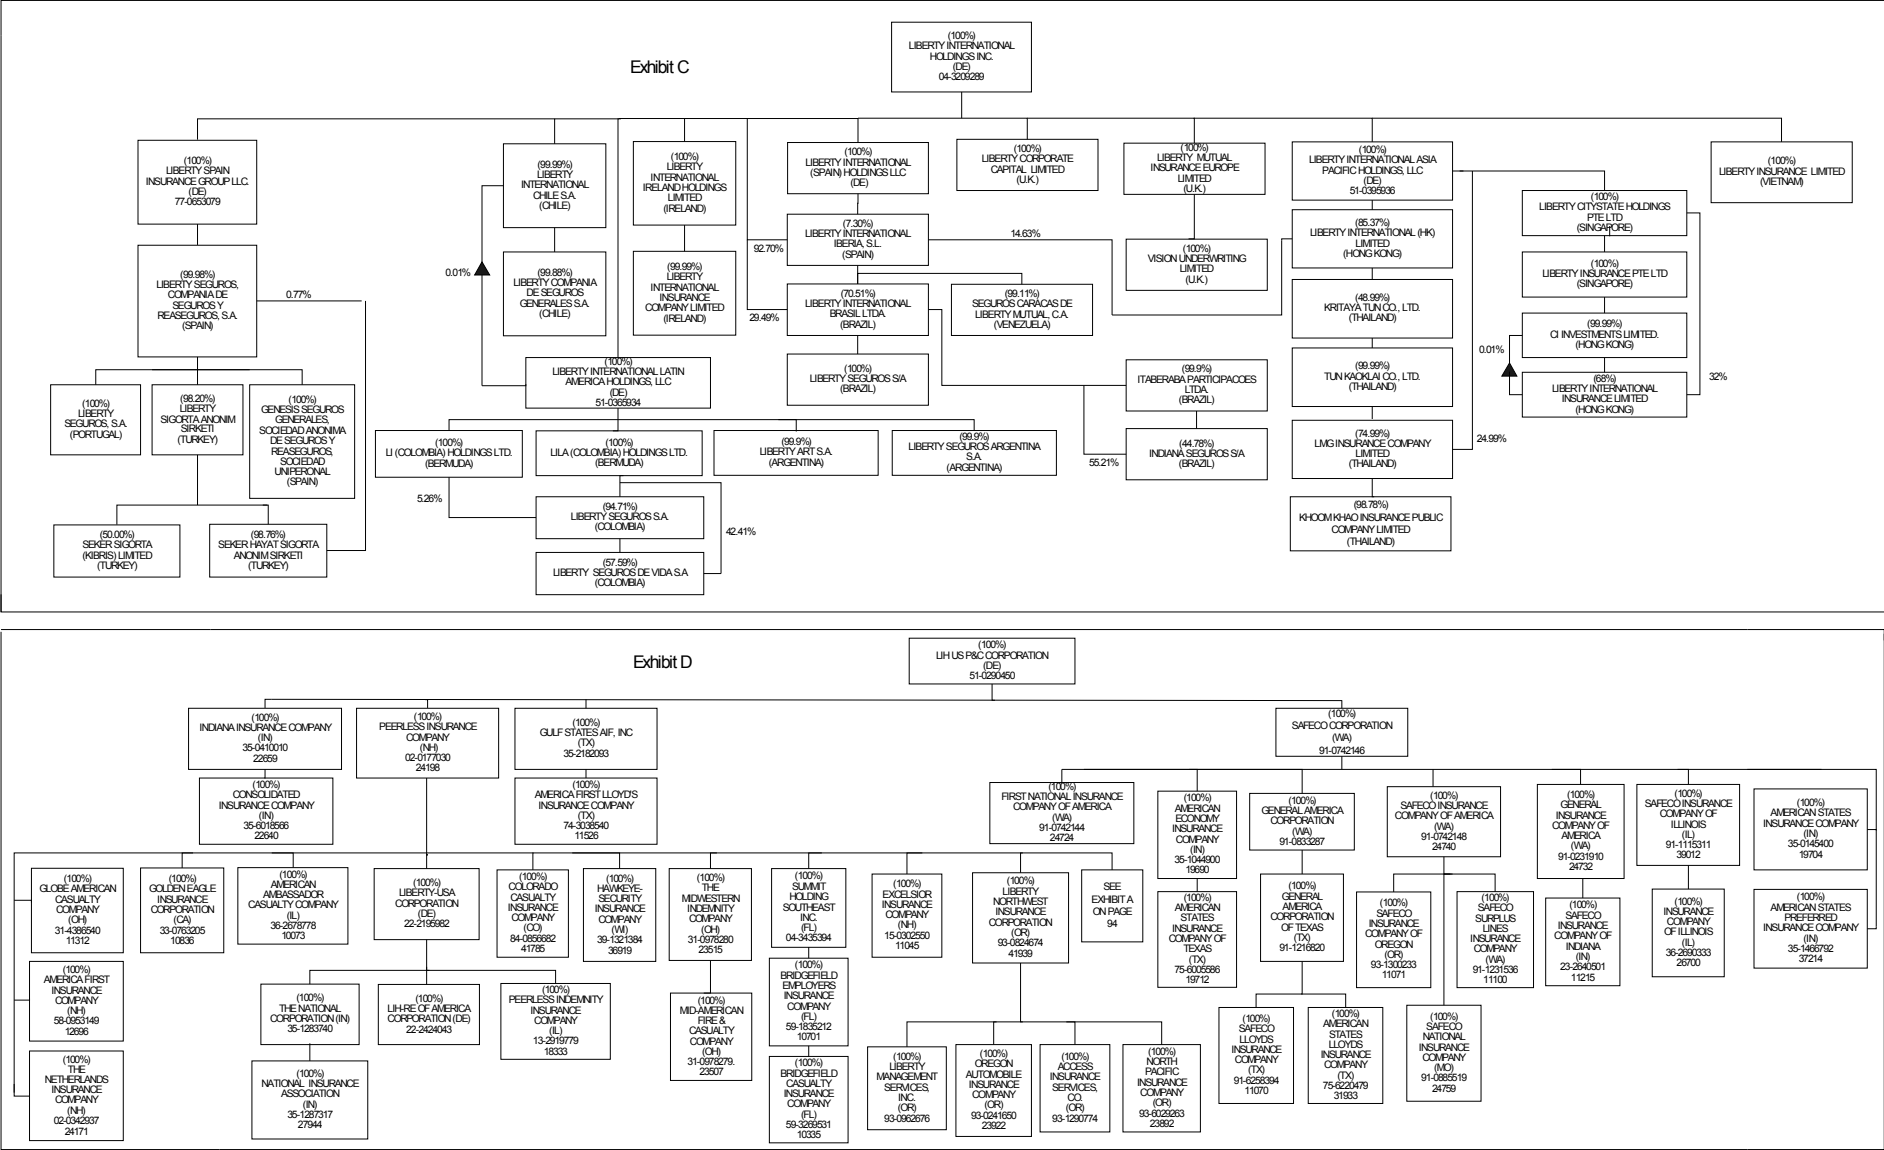 Exhibit C
(100%)
LIBERTY INTERNATIONAL
HOLDINGS INC.
(DE)
04-3209289
(100%)
LIBERTY SPAIN
INSURANCE GROUP LLC.
(DE)
77-0653079
(99.98%)
LIBERTY SEGUROS,
COMPANIA DE
SEGUROS Y
REASEGUROS, S.A.
(SPAIN)
0.77%
(100%)
LIBERTY
SEGUROS, S.A.
(PORTUGAL)
(98.20%)
LIBERTY
SIGORTA ANONIM
SIRKETI
(TURKEY)
(100%)
GENESIS SEGUROS
GENERALES,
SOCIEDAD ANONIMA
DE SEGUROS Y
REASEGUROS,
SOCIEDAD
UNIPERONAL
(SPAIN)
(50.00%)
SEKER SIGORTA
(KIBRIS) LIMITED
(TURKEY)
(98.76%)
SEKER HAYAT SIGORTA
ANONIM SIRKETI
(TURKEY)
(99.99%)
LIBERTY
INTERNATIONAL
CHILE S.A.
(CHILE)
(99.88%)
LIBERTY COMPANIA
DE SEGUROS
GENERALES S.A.
(CHILE)
0.01%
(100%)
LIBERTY
INTERNATIONAL
IRELAND HOLDINGS
LIMITED
(IRELAND)
(99.99%)
LIBERTY
INTERNATIONAL
INSURANCE
COMPANY LIMITED
(IRELAND)
(100%)
LIBERTY INTERNATIONAL LATIN
AMERICA HOLDINGS, LLC
(DE)
51-0365934
(100%)
LI (COLOMBIA) HOLDINGS LTD.
(BERMUDA)
(100%)
LILA (COLOMBIA) HOLDINGS LTD.
(BERMUDA)
(99.9%)
LIBERTY ART S.A.
(ARGENTINA)
(99.9%)
LIBERTY SEGUROS ARGENTINA
S.A.
(ARGENTINA)
5.26%
(94.71%)
LIBERTY SEGUROS S.A.
(COLOMBIA)
42.41%
(57.59%)
LIBERTY SEGUROS DE VIDA S.A
(COLOMBIA)
(100%)
LIBERTY INTERNATIONAL
(SPAIN) HOLDINGS LLC
(DE)
92.70%
(7.30%)
LIBERTY INTERNATIONAL
IBERIA, S.L.
(SPAIN)
14.63%
29.49%
(70.51%)
LIBERTY INTERNATIONAL
BRASIL LTDA.
(BRAZIL)
(99.11%)
SEGUROS CARACAS DE
LIBERTY MUTUAL, C.A.
(VENEZUELA)
(100%)
LIBERTY SEGUROS S/A
(BRAZIL)
(99.9%)
ITABERABA PARTICIPACOES
LTDA.
(BRAZIL)
55.21%
(44.78%)
INDIANA SEGUROS S/A
(BRAZIL)
(100%)
LIBERTY CORPORATE
CAPITAL LIMITED
(U.K.)
(100%)
LIBERTY MUTUAL
INSURANCE EUROPE
LIMITED
(U.K.)
(100%)
VISION UNDERWRITING
LIMITED
(U.K.)
(100%)
LIBERTY INTERNATIONAL ASIA
PACIFIC HOLDINGS, LLC
(DE)
51-0395936
(85.37%)
LIBERTY INTERNATIONAL (HK)
LIMITED
(HONG KONG)
(48.99%)
KRITAYA TUN CO., LTD.
(THAILAND)
(99.99%)
TUN KAOKLAI CO., LTD.
(THAILAND)
(74.99%)
LMG INSURANCE COMPANY
LIMITED
(THAILAND)
24.99%
(98.78%)
KHOOM KHAO INSURANCE PUBLIC
COMPANY LIMITED
(THAILAND)
(100%)
LIBERTY CITYSTATE HOLDINGS
PTE LTD
(SINGAPORE)
(100%)
LIBERTY INSURANCE PTE LTD
(SINGAPORE)
(99.99%)
CI INVESTMENTS LIMITED.
(HONG KONG)
0.01%
(68%)
LIBERTY INTERNATIONAL
INSURANCE LIMITED
(HONG KONG)
32%
(100%)
LIBERTY INSURANCE LIMITED
(VIETNAM)
Exhibit D
(100%)
LIH US P&C CORPORATION
(DE)
51-0290450
(100%)
INDIANA INSURANCE COMPANY
(IN)
35-0410010
22659
(100%)
CONSOLIDATED
INSURANCE COMPANY
(IN)
35-6018566
22640
(100%)
PEERLESS INSURANCE
COMPANY
(NH)
02-0177030
24198
(100%)
GULF STATES AIF, INC
(TX)
35-2182093
(100%)
AMERICA FIRST LLOYD'S
INSURANCE COMPANY
(TX)
74-3038540
11526
(100%)
SAFECO CORPORATION
(WA)
91-0742146
(100%)
GLOBE AMERICAN
CASUALTY
COMPANY
(OH)
31-4386540
11312
(100%)
AMERICA FIRST
INSURANCE
COMPANY
(NH)
58-0953149
12696
(100%)
THE
NETHERLANDS
INSURANCE
COMPANY
(NH)
02-0342937
24171
(100%)
GOLDEN EAGLE
INSURANCE
CORPORATION
(CA)
33-0763205
10836
(100%)
AMERICAN
AMBASSADOR
CASUALTY COMPANY
(IL)
36-2678778
10073
(100%)
LIBERTY-USA
CORPORATION
(DE)
22-2195982
(100%)
THE NATIONAL
CORPORATION (IN)
35-1283740
(100%)
NATIONAL INSURANCE
ASSOCIATION
(IN)
35-1287317
27944
(100%)
LIH-RE OF AMERICA
CORPORATION (DE)
22-2424043
(100%)
PEERLESS INDEMNITY
INSURANCE
COMPANY
(IL)
13-2919779
18333
(100%)
COLORADO
CASUALTY
INSURANCE
COMPANY
(CO)
84-0856682
41785
(100%)
HAWKEYE-
SECURITY
INSURANCE
COMPANY
(WI)
39-1321384
36919
(100%)
THE
MIDWESTERN
INDEMNITY
COMPANY
(OH)
31-0978280
23515
(100%)
MID-AMERICAN
FIRE &
CASUALTY
COMPANY
(OH)
31-0978279.
23507
(100%)
SUMMIT
HOLDING
SOUTHEAST
INC.
(FL)
04-3435394
(100%)
BRIDGEFIELD
EMPLOYERS
INSURANCE
COMPANY
(FL)
59-1835212
10701
(100%)
BRIDGEFIELD
CASUALTY
INSURANCE
COMPANY
(FL)
59-3269531
10335
(100%)
EXCELSIOR
INSURANCE
COMPANY
(NH)
15-0302550
11045
(100%)
LIBERTY
NORTHWEST
INSURANCE
CORPORATION
(OR)
93-0824674
41939
SEE
EXHIBIT A
ON PAGE
94
(100%)
LIBERTY
MANAGEMENT
SERVICES,
INC.
(OR)
93-0962676
(100%)
OREGON
AUTOMOBILE
INSURANCE
COMPANY
(OR)
93-0241650
23922
(100%)
ACCESS
INSURANCE
SERVICES,
CO.
(OR)
93-1290774
(100%)
NORTH
PACIFIC
INSURANCE
COMPANY
(OR)
93-6029263
23892
(100%)
FIRST NATIONAL INSURANCE
COMPANY OF AMERICA
(WA)
91-0742144
24724
(100%)
AMERICAN
ECONOMY
INSURANCE
COMPANY
(IN)
35-1044900
19690
(100%)
AMERICAN
STATES
INSURANCE
COMPANY OF
TEXAS
(TX)
75-6005586
19712
(100%)
GENERAL AMERICA
CORPORATION
(WA)
91-0833287
(100%)
GENERAL
AMERICA
CORPORATION
OF TEXAS
(TX)
91-1216820
(100%)
SAFECO
LLOYDS
INSURANCE
COMPANY
(TX)
91-6258394
11070
(100%)
AMERICAN
STATES
LLOYDS
INSURANCE
COMPANY
(TX)
75-6220479
31933
(100%)
SAFECO INSURANCE
COMPANY OF AMERICA
(WA)
91-0742148
24740
(100%)
SAFECO
INSURANCE
COMPANY OF
OREGON
(OR)
93-1300233
11071
(100%)
SAFECO
SURPLUS
LINES
INSURANCE
COMPANY
(WA)
91-1231536
11100
(100%)
SAFECO
NATIONAL
INSURANCE
COMPANY
(MO)
91-0885519
24759
(100%)
GENERAL
INSURANCE
COMPANY OF
AMERICA
(WA)
91-0231910
24732
(100%)
SAFECO
INSURANCE
COMPANY OF
INDIANA
(IN)
23-2640501
11215
(100%)
SAFECO INSURANCE
COMPANY OF
ILLINOIS
(IL)
91-1115311
39012
(100%)
INSURANCE
COMPANY
OF ILLINOIS
(IL)
36-2690333
26700
(100%)
AMERICAN STATES
INSURANCE COMPANY
(IN)
35-0145400
19704
(100%)
AMERICAN STATES
PREFERRED
INSURANCE COMPANY
(IN)
35-1466792
37214